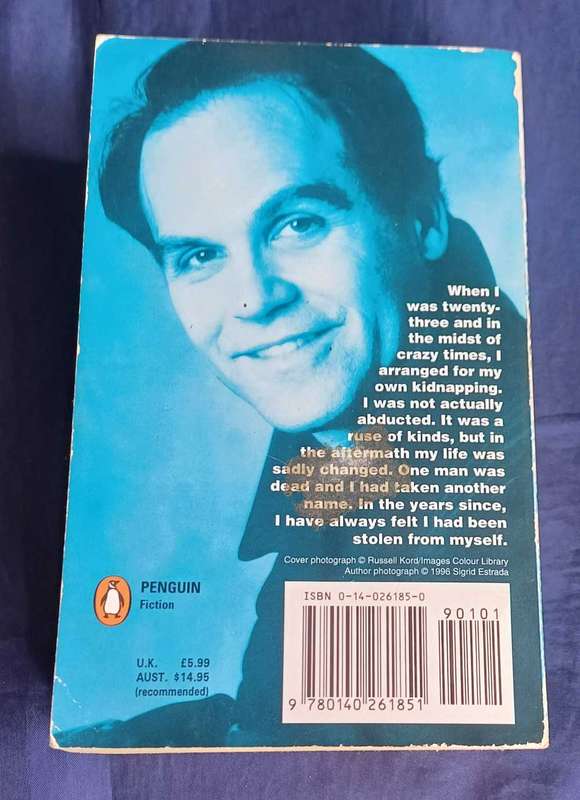 When I
was twenty-
three and in
the midst of
crazy times, I
arranged for my
own kidnapping.
I was not actually
abducted. It was a
ruse of kinds, but in
the aftermath my life was
sadly changed. One man was
dead and I had taken another
name. In the years since,
I have always felt I had been
stolen from myself.
Cover photograph © Russell Kord/Images Colour Library
Author photograph © 1996 Sigrid Estrada
PENGUIN
Fiction
U.K. £5.99
AUST. $14.95
(recommended)
ISBN 0-14-026185-0
90101
9 780140 261851